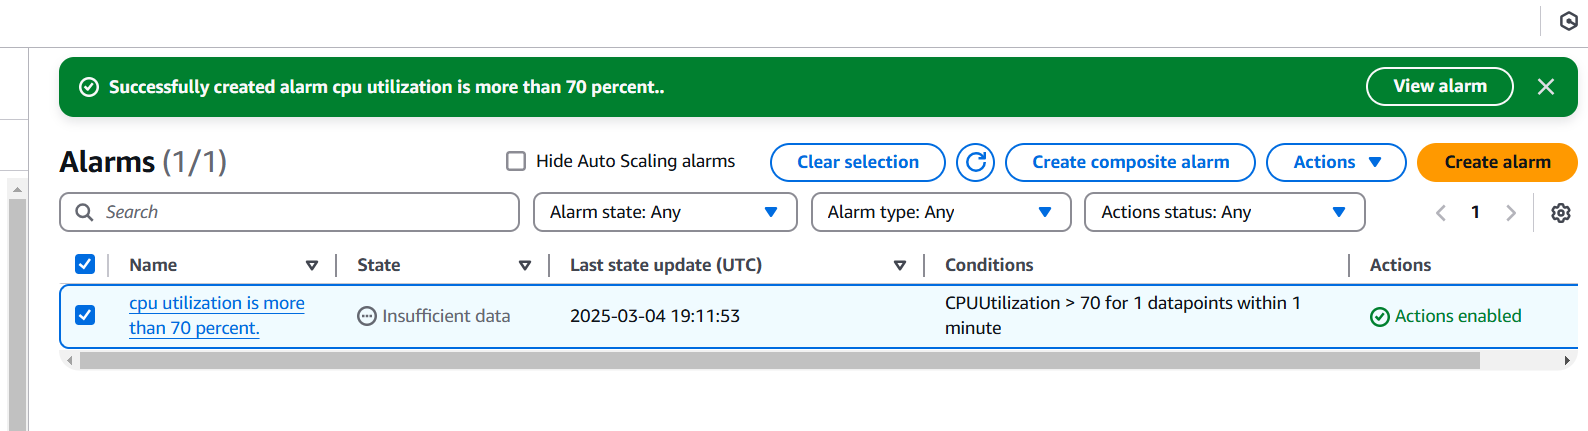 Successfully created alarm cpu utilization is more than 70 percent..
View alarm
Alarms (1/1)
Hide Auto Scaling alarms
Clear selection
Create composite alarm
Actions
Create alarm
Search
Alarm state: Any
Alarm type: Any
Actions status: Any
1
Name
State
Last state update (UTC)
Conditions
Actions
cpu utilization is more
than 70 percent.
Insufficient data
2025-03-04 19:11:53
CPUUtilization > 70 for 1 datapoints within 1
minute
Actions enabled